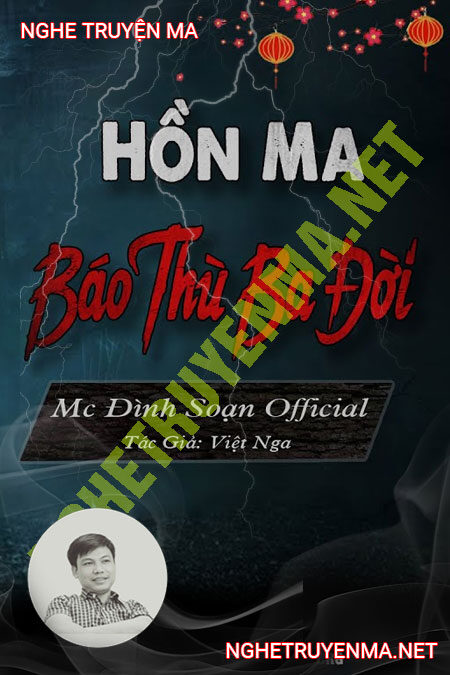 NGHE TRUYỆN MA
HỒN MA
Báo Thù Ba Đời
NGHETRUYENMA.NET
Mc Đình Soạn Official
Tác Giả: Việt Nga
NGHETRUYENMA.NET